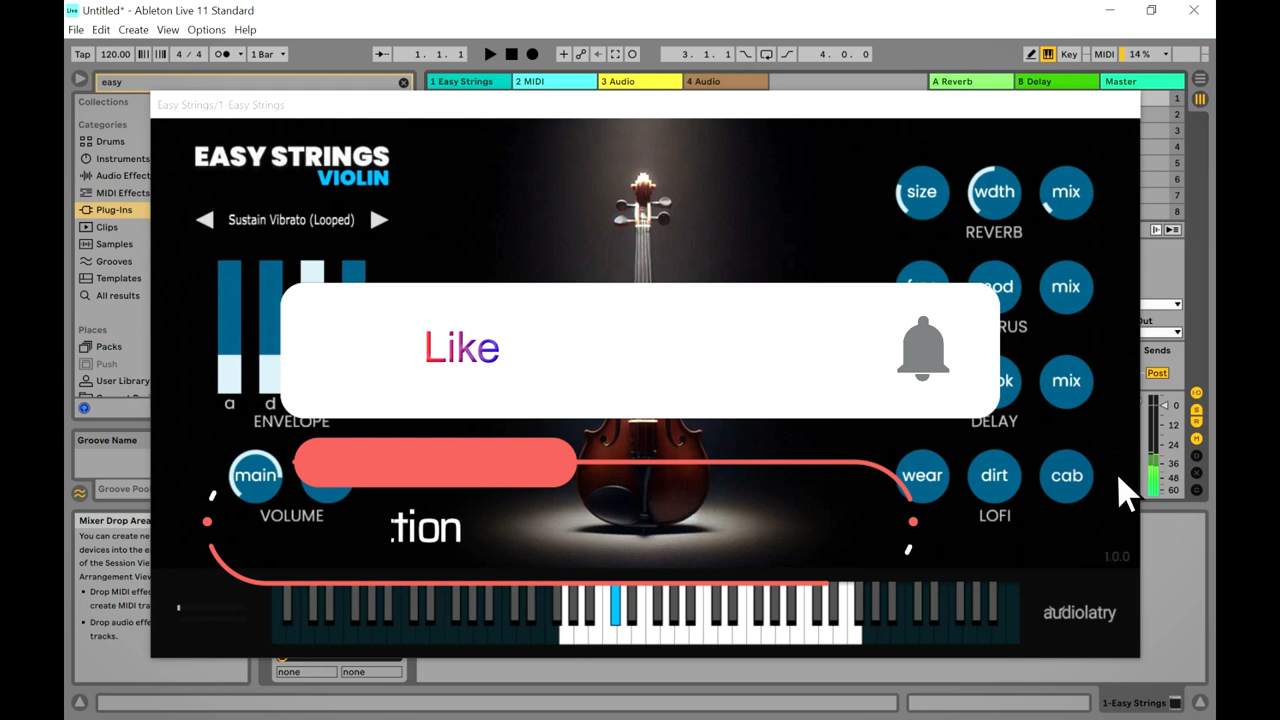 Untitled* - Ableton Live 11 Standard
File Edit Create View Options Help
Tap 120.00 4 / 4 1 Bar 1. 1. 1 3. 1. 1 4. 0. 0 Key MIDI 14 %
easy 1 Easy Strings 2 MIDI 3 Audio 4 Audio A Reverb B Delay Master
Collections
Categories
Drums
Instruments
Audio Effect
MIDI Effects
Plug-Ins
Clips
Samples
Grooves
Templates
All results
Places
Packs
Push
User Library
Groove Name
Groove Pool
Mixer Drop Area
You can create ne
devices into the e
of the Session Vie
Arrangement View
Drop MIDI effe
create MIDI tra
Drop audio effe
tracks.
Easy Strings/1 Easy Strings
EASY STRINGS
VIOLIN
Sustain Vibrato (Looped)
a d
ENVELOPE
main
VOLUME
size wdth mix
REVERB
mod mix
RUS
mix
DELAY
wear dirt cab
LOFI
1.0.0
audiolatry
Like
tion
1
2
3
4
5
6
7
8
Out
Sends
Post
0
12
24
36
48
60
none none
1-Easy Strings